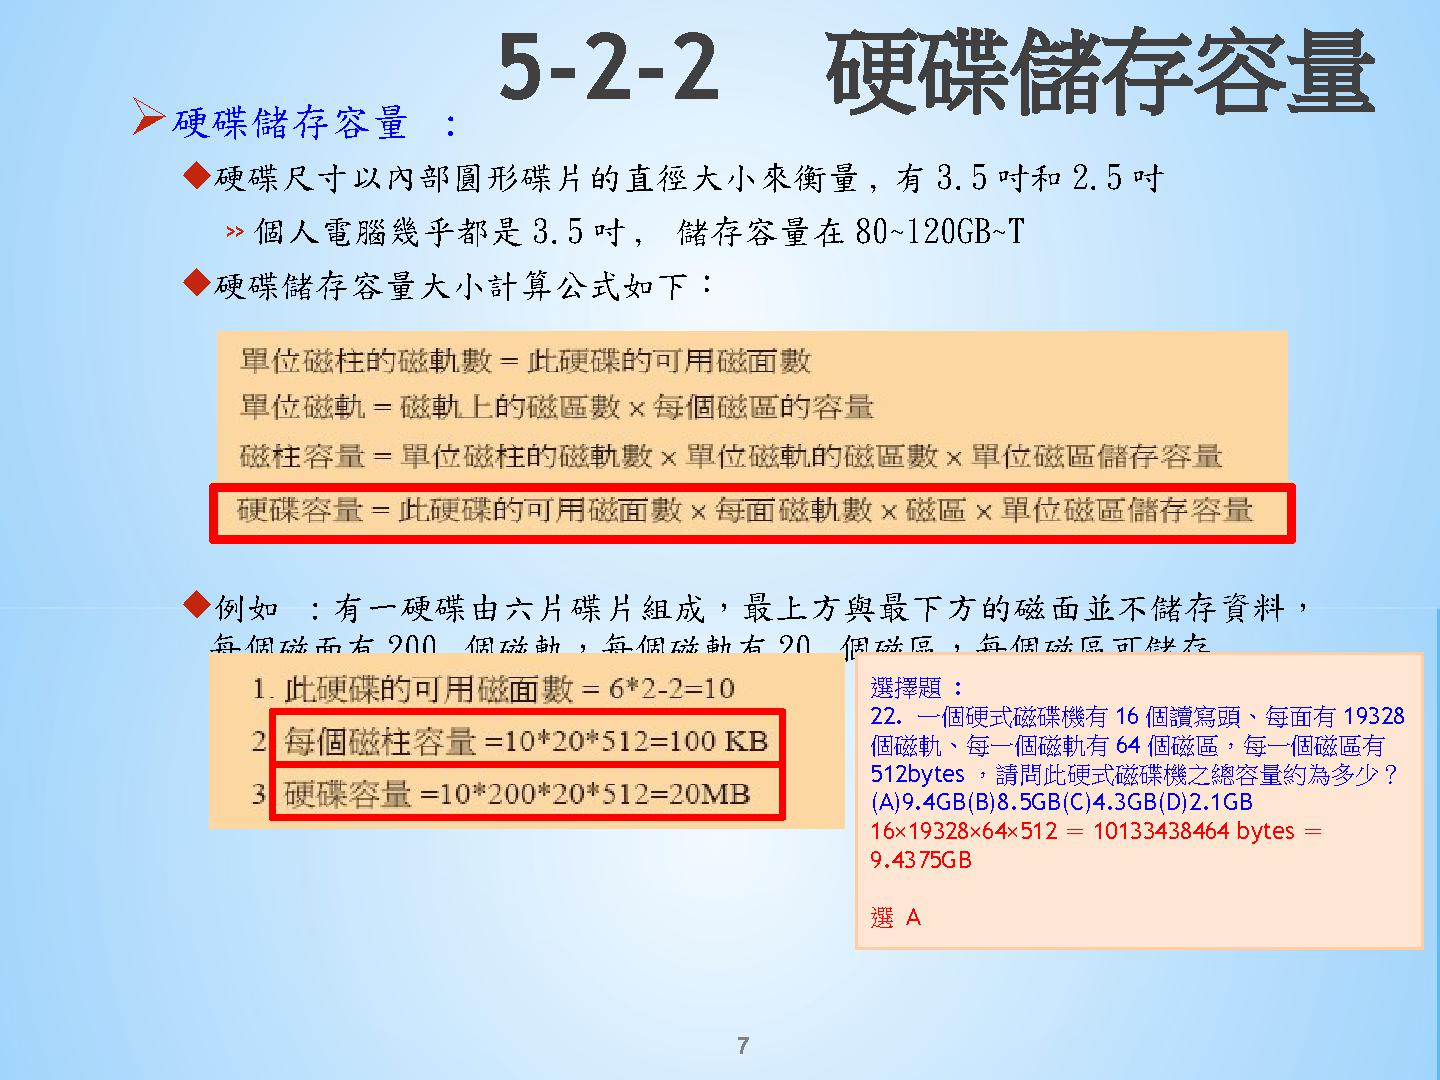 5-2-2 硬碟儲存容量
硬碟儲存容量 :
硬碟尺寸以內部圓形碟片的直徑大小來衡量, 有 3.5 吋和 2.5 吋
個人電腦幾乎都是 3.5 吋, 儲存容量在 80~120GB~T
硬碟儲存容量大小計算公式如下：
單位磁柱的磁軌數 = 此硬碟的可用磁面數
單位磁軌 = 磁軌上的磁區數 x 每個磁區的容量
磁柱容量 = 單位磁柱的磁軌數 x 單位磁軌的磁區數 x 單位磁區儲存容量
硬碟容量 = 此硬碟的可用磁面數 x 每面磁軌數 x 磁區 x 單位磁區儲存容量
例如 : 有一硬碟由六片碟片組成，最上方與最下方的磁面並不儲存資料，
每個磁面有 200 個磁軌，每個磁軌有 20 個磁區，每個磁區可儲存
1. 此硬碟的可用磁面數 = 6*2-2=10
2 每個磁柱容量 =10*20*512=100 KB
3 硬碟容量 =10*200*20*512=20MB
選擇題 :
22. 一個硬式磁碟機有 16 個讀寫頭、每面有 19328
個磁軌、每一個磁軌有 64 個磁區，每一個磁區有
512bytes ，請問此硬式磁碟機之總容量約為多少？
(A)9.4GB(B)8.5GB(C)4.3GB(D)2.1GB
16×19328×64×512 ＝ 10133438464 bytes ＝
9.4375GB
選 A
7